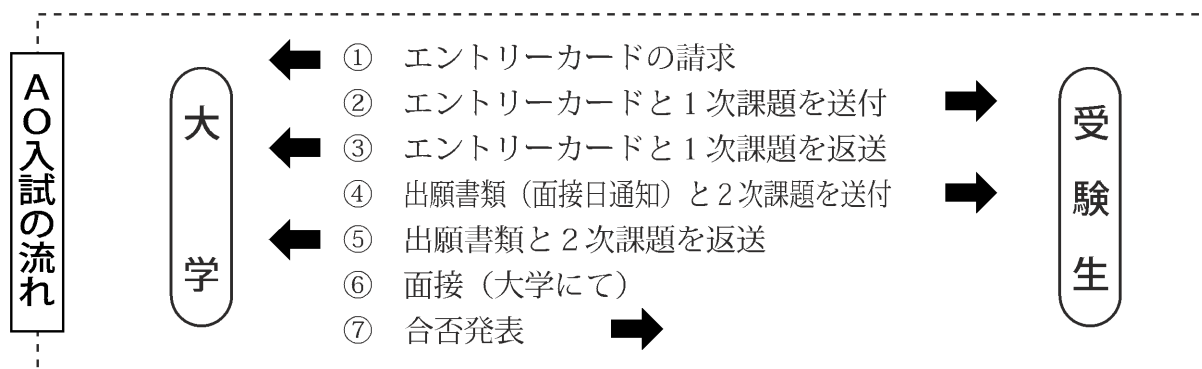 AO入試の流れ
大学
① エントリーカードの請求
② エントリーカードと1次課題を送付
③ エントリーカードと1次課題を返送
④ 出願書類（面接日通知）と2次課題を送付
⑤ 出願書類と2次課題を返送
⑥ 面接（大学にて）
⑦ 合否発表
受験生